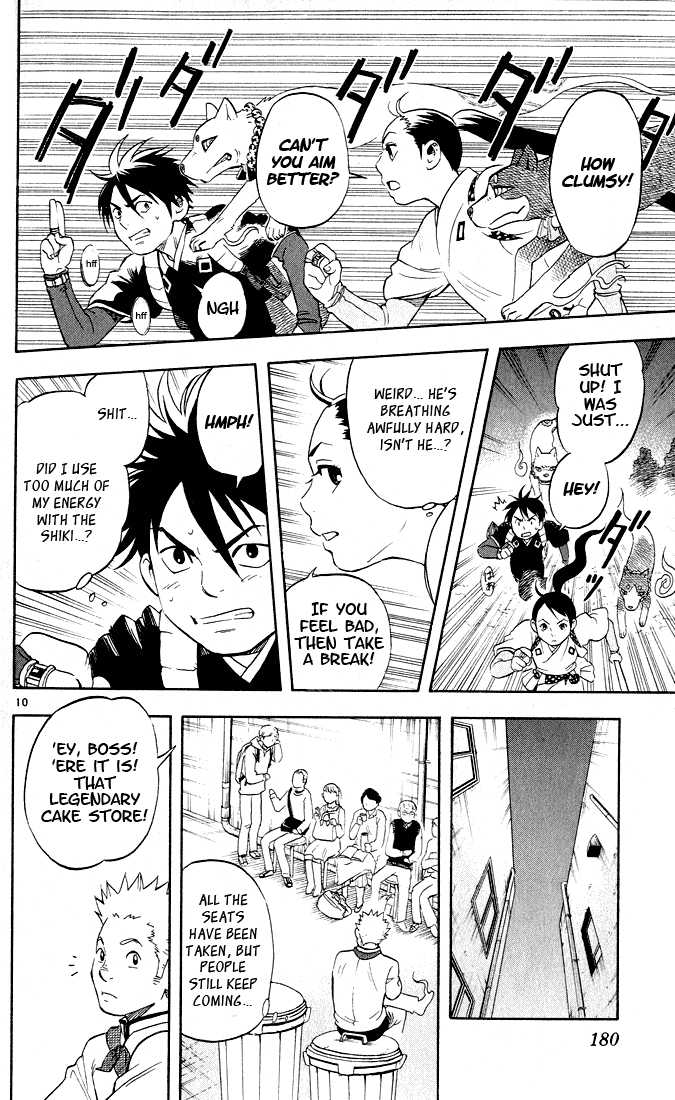 ダダダダッ
HOW
CLUMSY!
CAN'T
YOU AIM
BETTER?
hff
hff
NGH
SHUT
UP! I
WAS
JUST...
HEY!
ダッ
WEIRD... HE'S
BREATHING
AWFULLY HARD,
ISN'T HE...?
IF YOU
FEEL BAD,
THEN TAKE
A BREAK!
HMPH!
SHIT...
DID I USE
TOO MUCH OF
MY ENERGY
WITH THE
SHIKI...?
10
180
ALL THE
SEATS
HAVE BEEN
TAKEN, BUT
PEOPLE
STILL KEEP
COMING...
'EY, BOSS!
'ERE IT IS!
THAT
LEGENDARY
CAKE STORE!